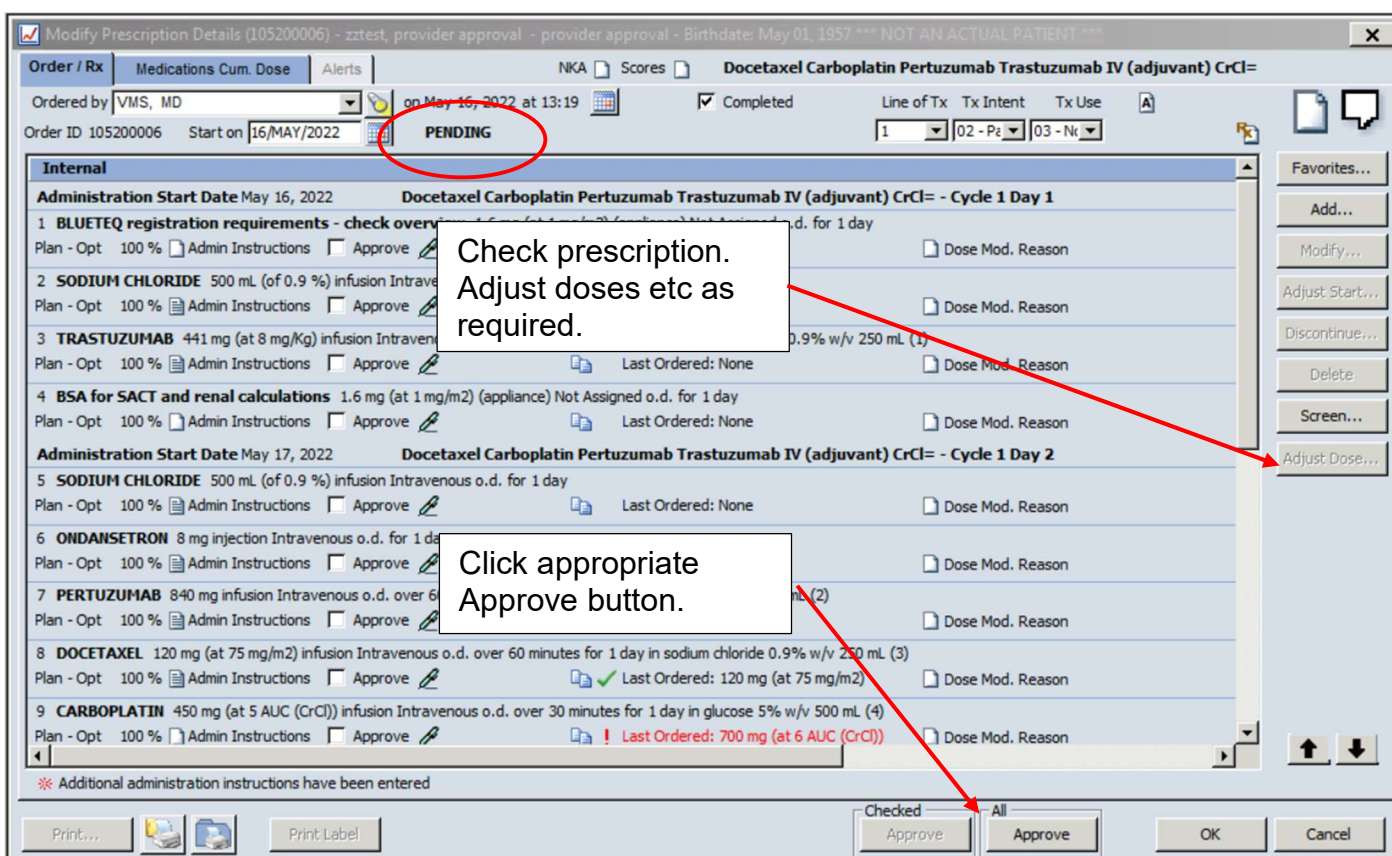 Modify Prescription Details (105200006) - zztest, provider approval - provider approval - Birthdate: May 01, 1957 *** NOT AN ACTUAL PATIENT ***
Order / Rx Medications Cum. Dose Alerts NKA Scores Docetaxel Carboplatin Pertuzumab Trastuzumab IV (adjuvant) CrCl=
Ordered by VMS, MD on May 16, 2022 at 13:19 Completed Line of Tx Tx Intent Tx Use A
Order ID 105200006 Start on 16/MAY/2022 PENDING 1 02 - Pa 03 - Nc
Internal
Favorites...
Administration Start Date May 16, 2022 Docetaxel Carboplatin Pertuzumab Trastuzumab IV (adjuvant) CrCl= - Cycle 1 Day 1
Add...
1 BLUETEQ registration requirements - check o.d. for 1 day
Plan - Opt 100 % Admin Instructions Approve Dose Mod. Reason
Modify...
2 SODIUM CHLORIDE 500 mL (of 0.9 %) infusion
Plan - Opt 100 % Admin Instructions Approve Dose Mod. Reason
Adjust Start...
Check prescription.
Adjust doses etc as
required.
3 TRASTUZUMAB 441 mg (at 8 mg/Kg) infusion 0.9% w/v 250 mL (1)
Plan - Opt 100 % Admin Instructions Approve Last Ordered: None Dose Mod. Reason
Discontinue...
Delete
4 BSA for SACT and renal calculations 1.6 mg (at 1 mg/m2) (appliance) Not Assigned o.d. for 1 day
Plan - Opt 100 % Admin Instructions Approve Last Ordered: None Dose Mod. Reason
Screen...
Administration Start Date May 17, 2022 Docetaxel Carboplatin Pertuzumab Trastuzumab IV (adjuvant) CrCl= - Cycle 1 Day 2
Adjust Dose...
5 SODIUM CHLORIDE 500 mL (of 0.9 %) infusion Intravenous o.d. for 1 day
Plan - Opt 100 % Admin Instructions Approve Last Ordered: None Dose Mod. Reason
6 ONDANSETRON 8 mg injection Intravenous o.d. for 1 da
Plan - Opt 100 % Admin Instructions Approve Dose Mod. Reason
Click appropriate
Approve button.
7 PERTUZUMAB 840 mg infusion Intravenous o.d. over mL (2)
Plan - Opt 100 % Admin Instructions Approve Dose Mod. Reason
8 DOCETAXEL 120 mg (at 75 mg/m2) infusion Intravenous o.d. over 60 minutes for 1 day in sodium chloride 0.9% w/v 250 mL (3)
Plan - Opt 100 % Admin Instructions Approve Last Ordered: 120 mg (at 75 mg/m2) Dose Mod. Reason
9 CARBOPLATIN 450 mg (at 5 AUC (CrCl)) infusion Intravenous o.d. over 30 minutes for 1 day in glucose 5% w/v 500 mL (4)
Plan - Opt 100 % Admin Instructions Approve ! Last Ordered: 700 mg (at 6 AUC (CrCl)) Dose Mod. Reason
Additional administration instructions have been entered
Checked All
Print... Print Label Approve Approve OK Cancel